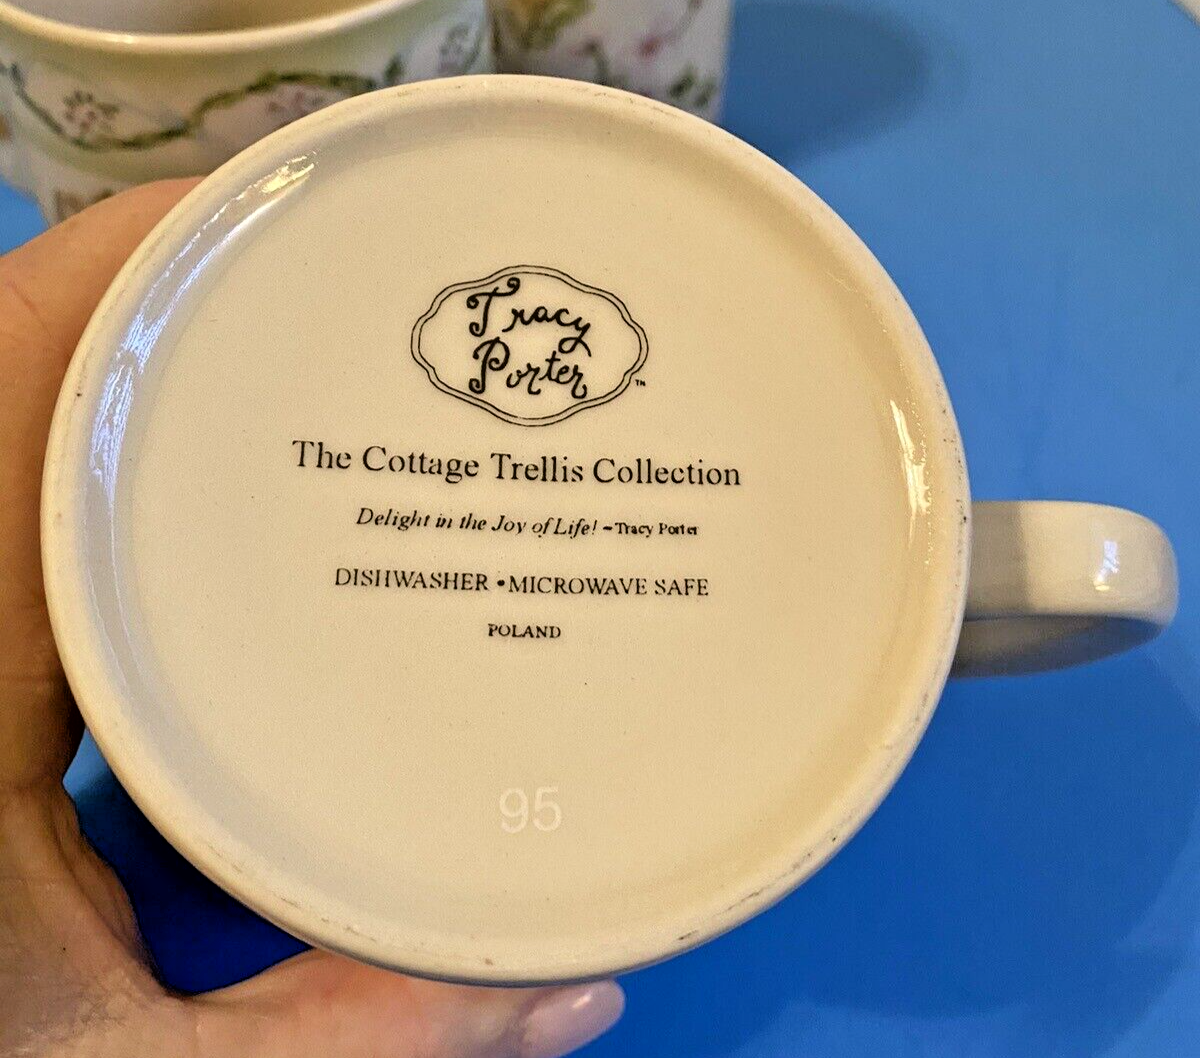 Tracy
Porter
™
The Cottage Trellis Collection
Delight in the Joy of Life! ~Tracy Porter
DISHWASHER • MICROWAVE SAFE
POLAND
95